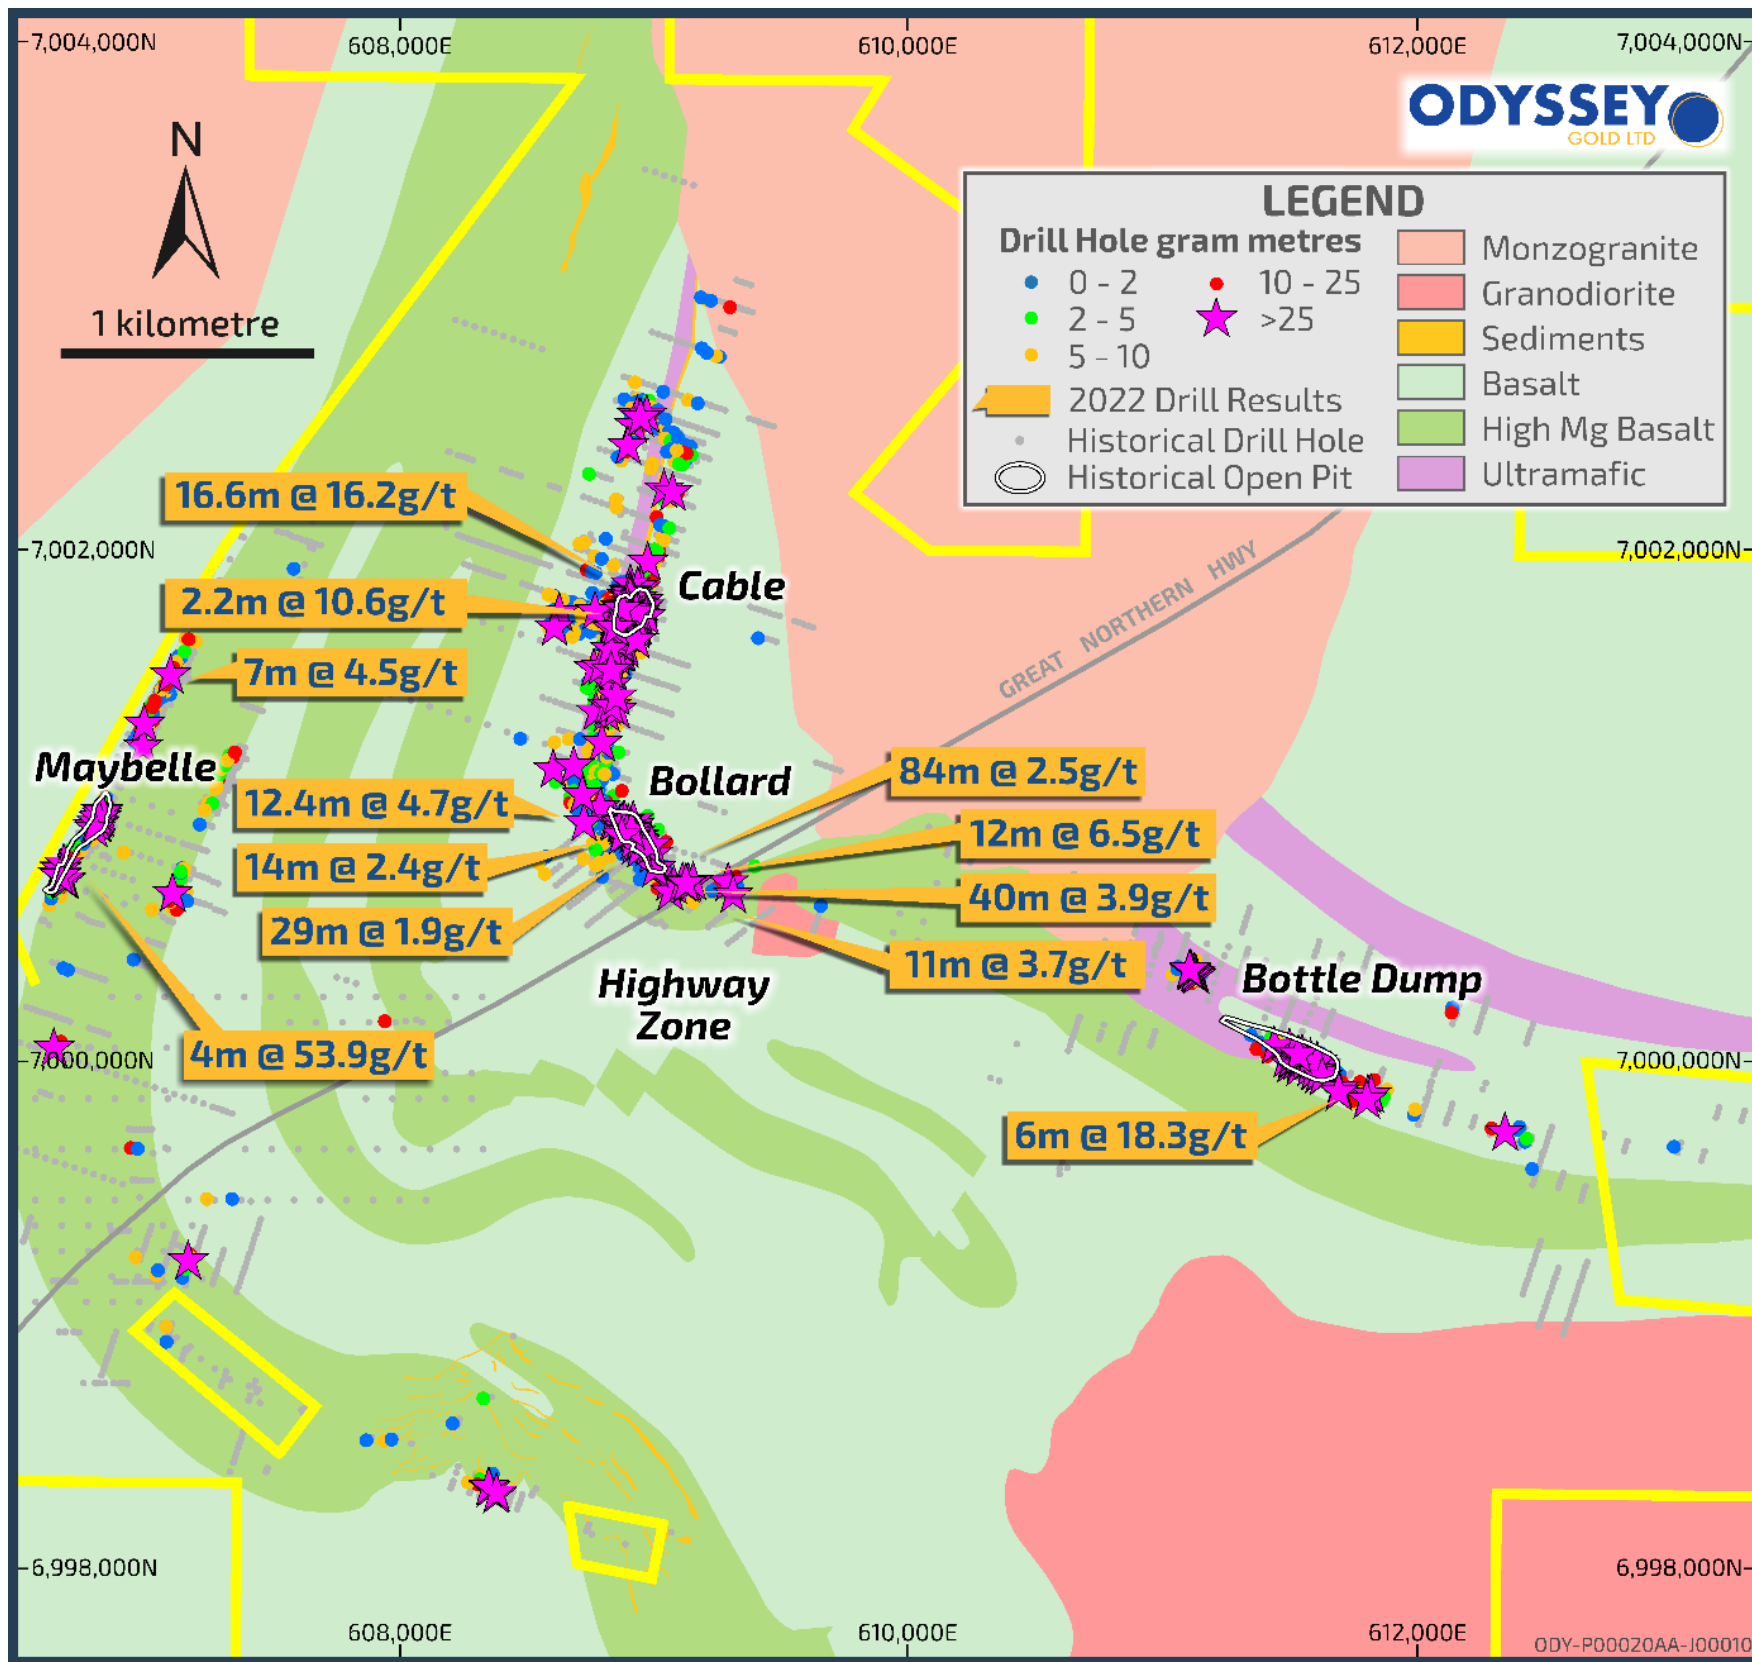 7,004,000N
608,000E
610,000E
612,000E
7,004,000N
ODYSSEY
GOLD LTD
N
1 kilometre
LEGEND
Drill Hole gram metres
0 - 2
2 - 5
5 - 10
10 - 25
>25
2022 Drill Results
Historical Drill Hole
Historical Open Pit
Monzogranite
Granodiorite
Sediments
Basalt
High Mg Basalt
Ultramafic
16.6m @ 16.2g/t
7,002,000N
7,002,000N
GREAT NORTHERN HWY
Cable
2.2m @ 10.6g/t
7m @ 4.5g/t
Maybelle
Bollard
84m @ 2.5g/t
12.4m @ 4.7g/t
12m @ 6.5g/t
14m @ 2.4g/t
40m @ 3.9g/t
29m @ 1.9g/t
11m @ 3.7g/t
Highway
Zone
Bottle Dump
4m @ 53.9g/t
7,000,000N
7,000,000N
6m @ 18.3g/t
6,998,000N
6,998,000N
608,000E
610,000E
612,000E
ODY-P00020AA-J00010